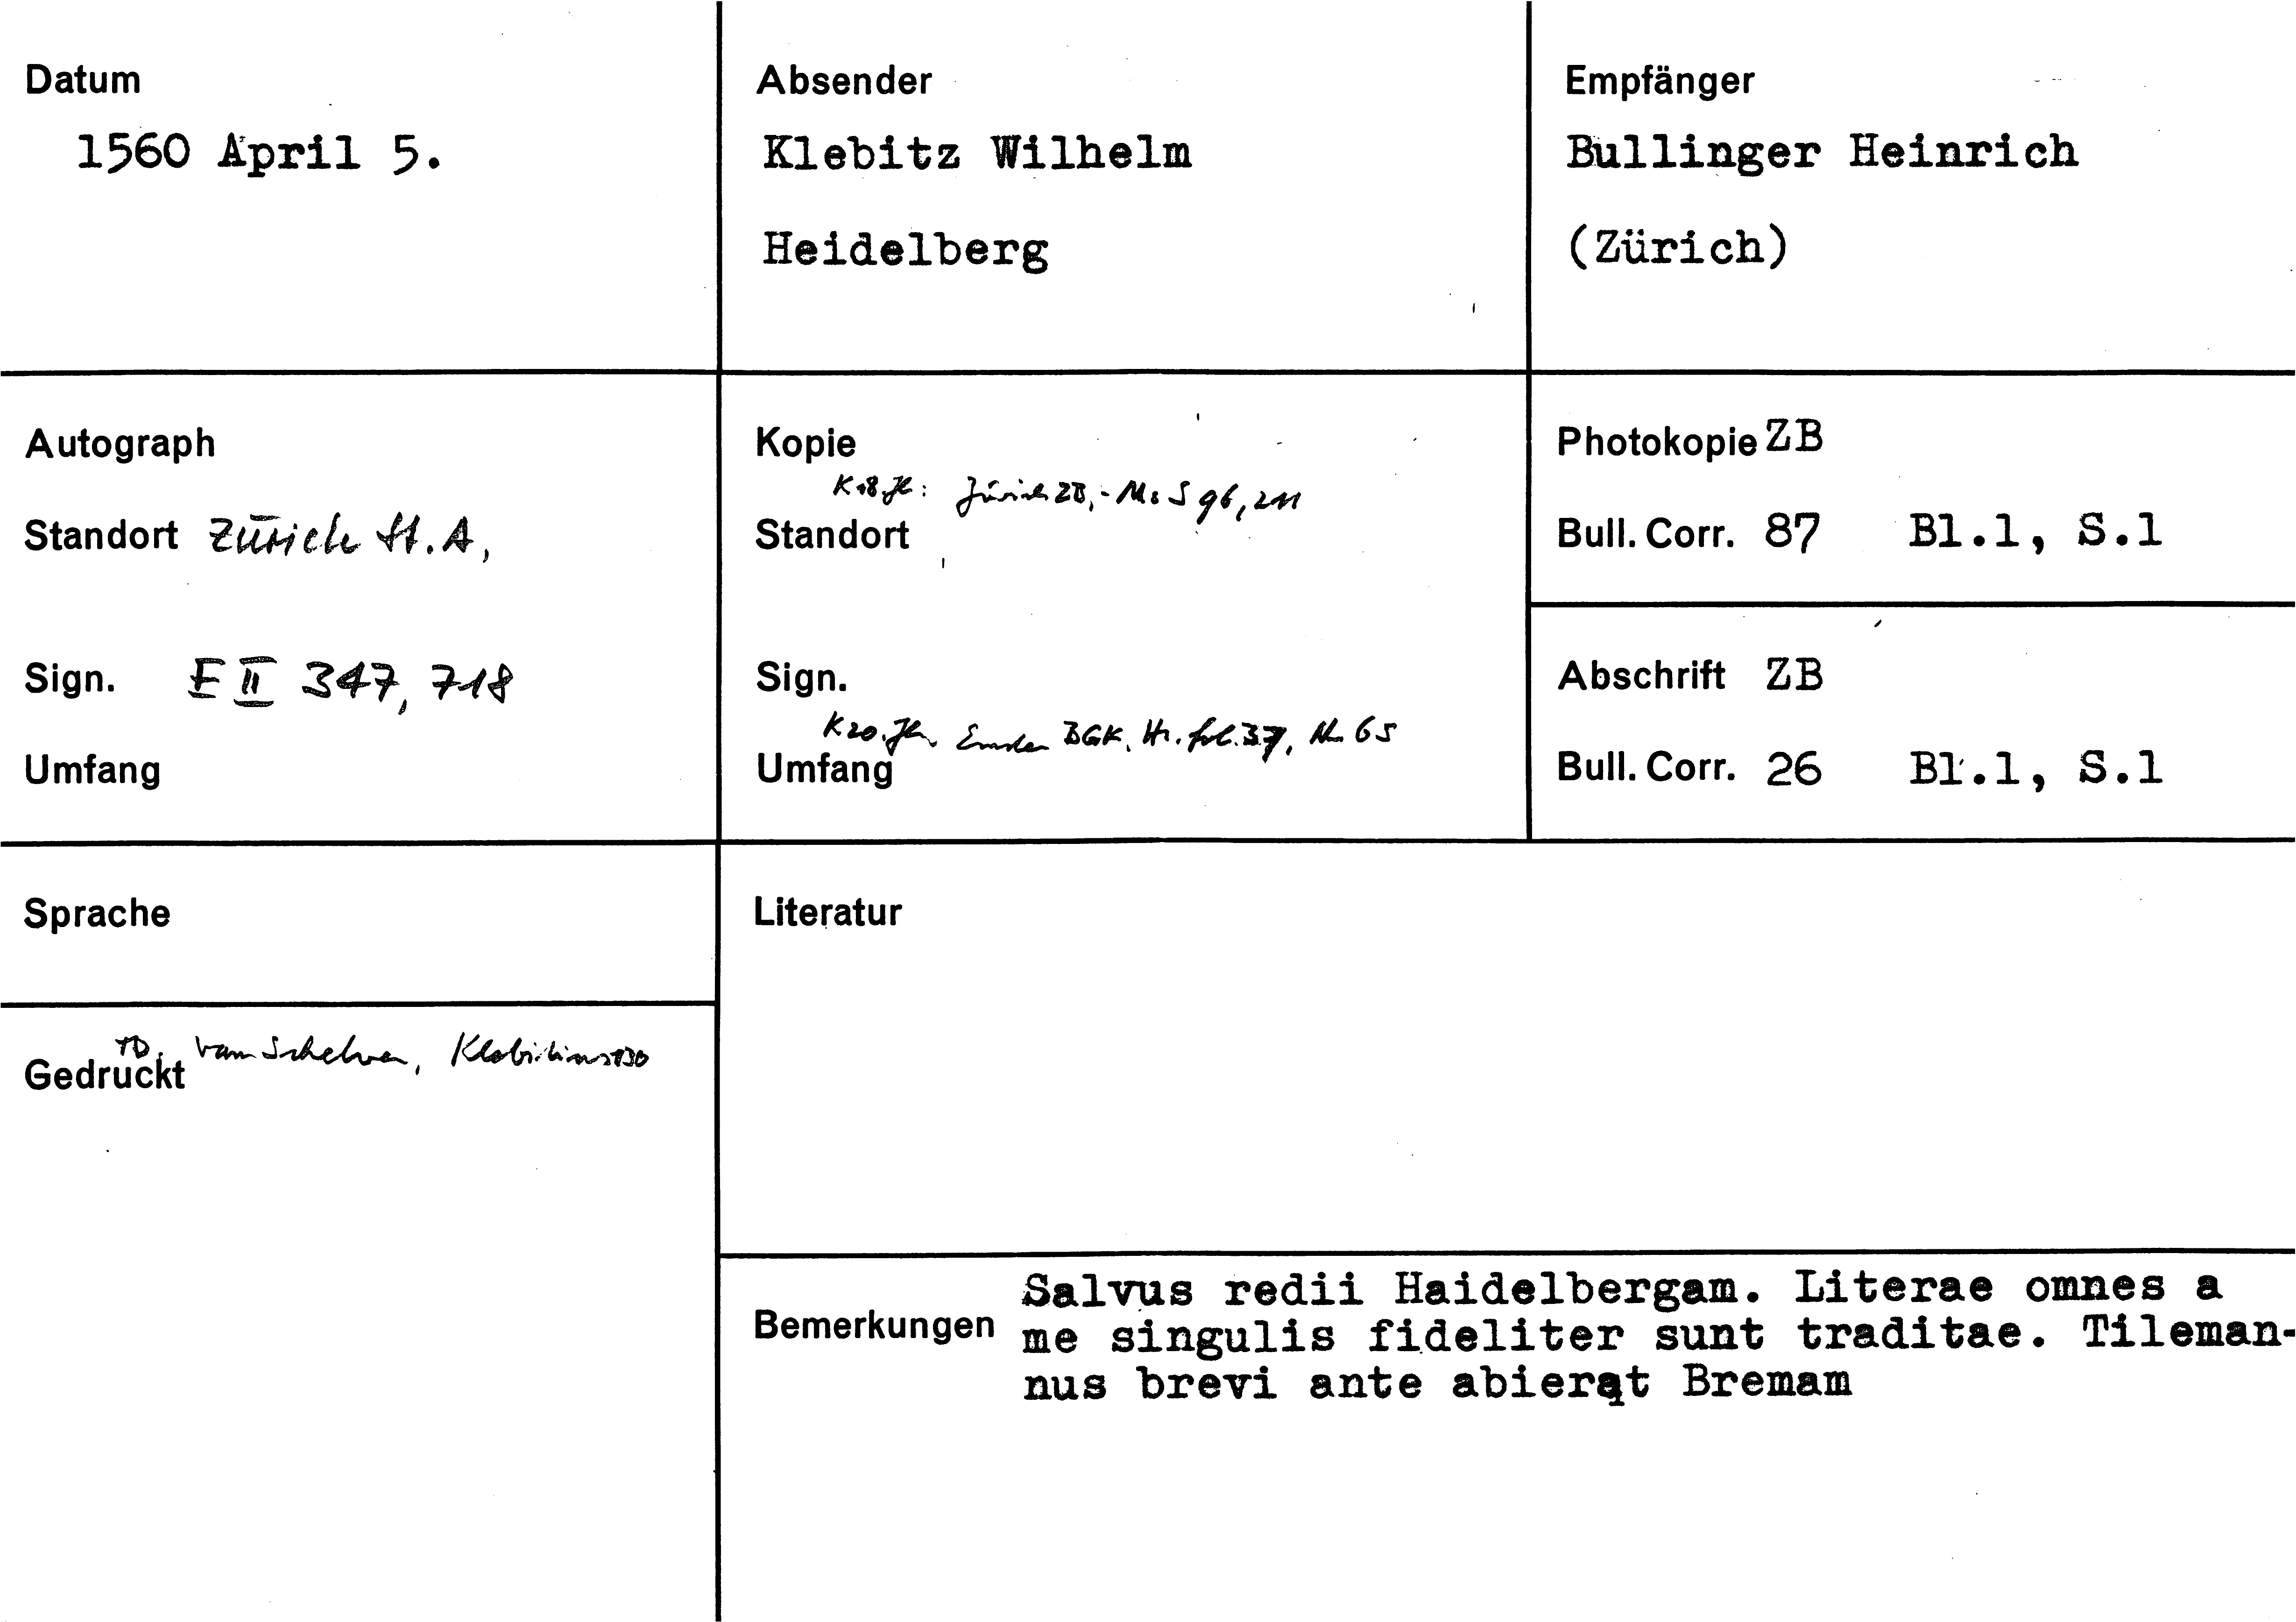 Datum
1560 April 5.
Absender
Klebitz Wilhelm
Heidelberg
Empfänger
Bullinger Heinrich
(Zürich)
Autograph
Standort Zürich St.A,
Sign. E II 347, 718
Umfang
Kopie
K 18. Jh: Zürich ZB, Ms S 96, 211
Standort
Sign.
K 20. Jh. Emden BGK, Hs. fol. 37, Nr. 65
Umfang
Photokopie ZB
Bull. Corr. 87 Bl.1, S.1
Abschrift ZB
Bull. Corr. 26 Bl.1, S.1
Sprache
TD. van Schelven,
Gedruckt
Literatur
Bemerkungen
Salvus redii Haidelbergam. Literae omnes a
me singulis fideliter sunt traditae. Tileman-
nus brevi ante abierat Bremam